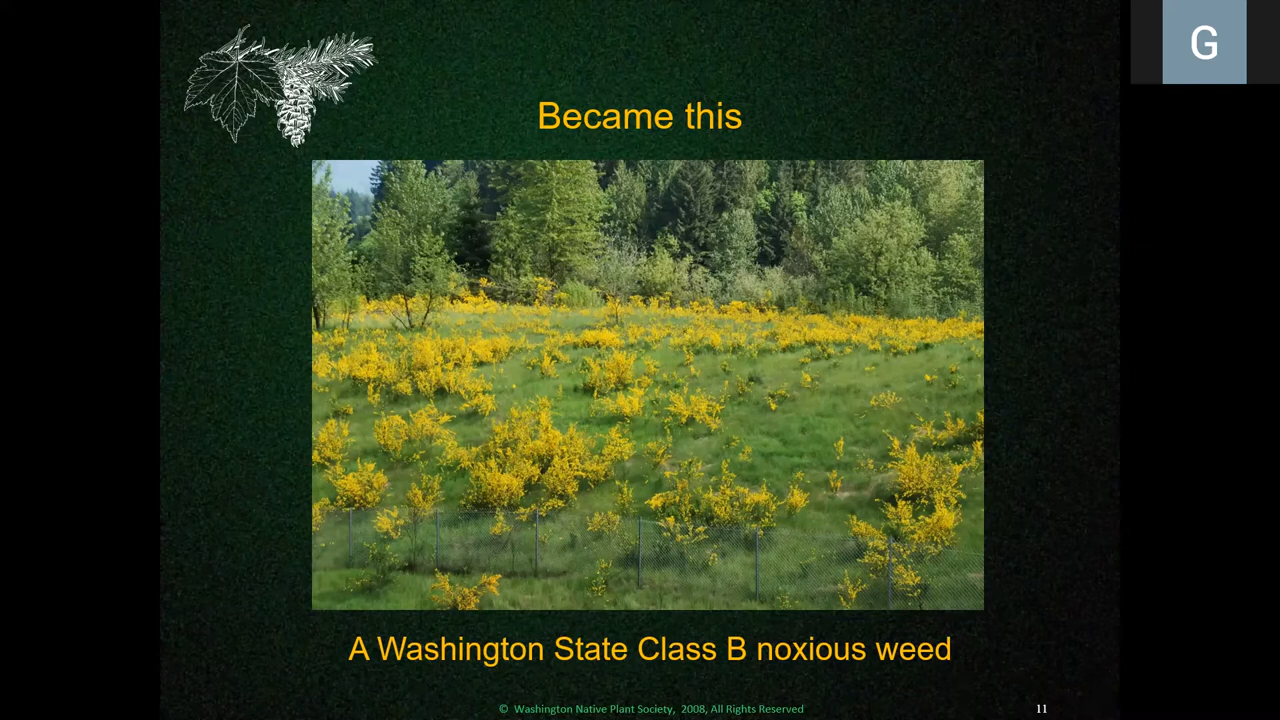 G
Became this
A Washington State Class B noxious weed
© Washington Native Plant Society, 2008, All Rights Reserved
11